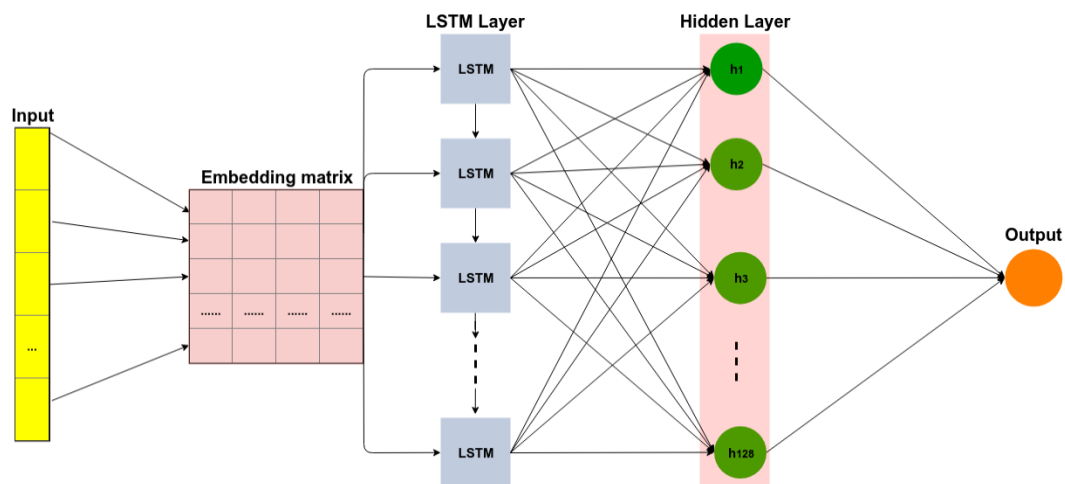 LSTM Layer
Hidden Layer
Input
Embedding matrix
Output
LSTM
LSTM
LSTM
LSTM
h1
h2
h3
h128
...
...... ...... ...... ......